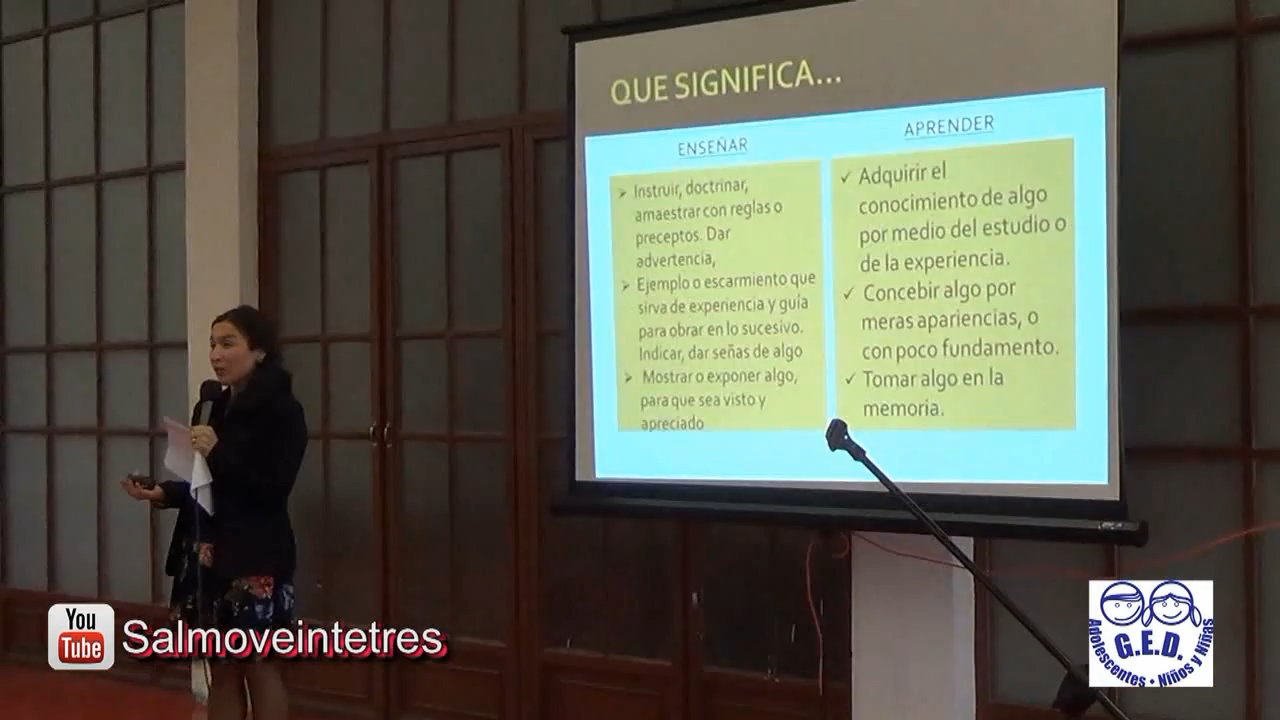 QUE SIGNIFICA...
ENSEÑAR
➢ Instruir, doctrinar,
amaestrar con reglas o
preceptos. Dar
advertencia,
➢ Ejemplo o escarmiento que
sirva de experiencia y guía
para obrar en lo sucesivo.
Indicar, dar señas de algo
➢ Mostrar o exponer algo,
para que sea visto y
apreciado
APRENDER
✓ Adquirir el
conocimiento de algo
por medio del estudio o
de la experiencia.
✓ Concebir algo por
meras apariencias, o
con poco fundamento.
✓ Tomar algo en la
memoria.
You
Tube
Salmoveintetres
G.E.D.
Adolescentes • Niños y Niñas